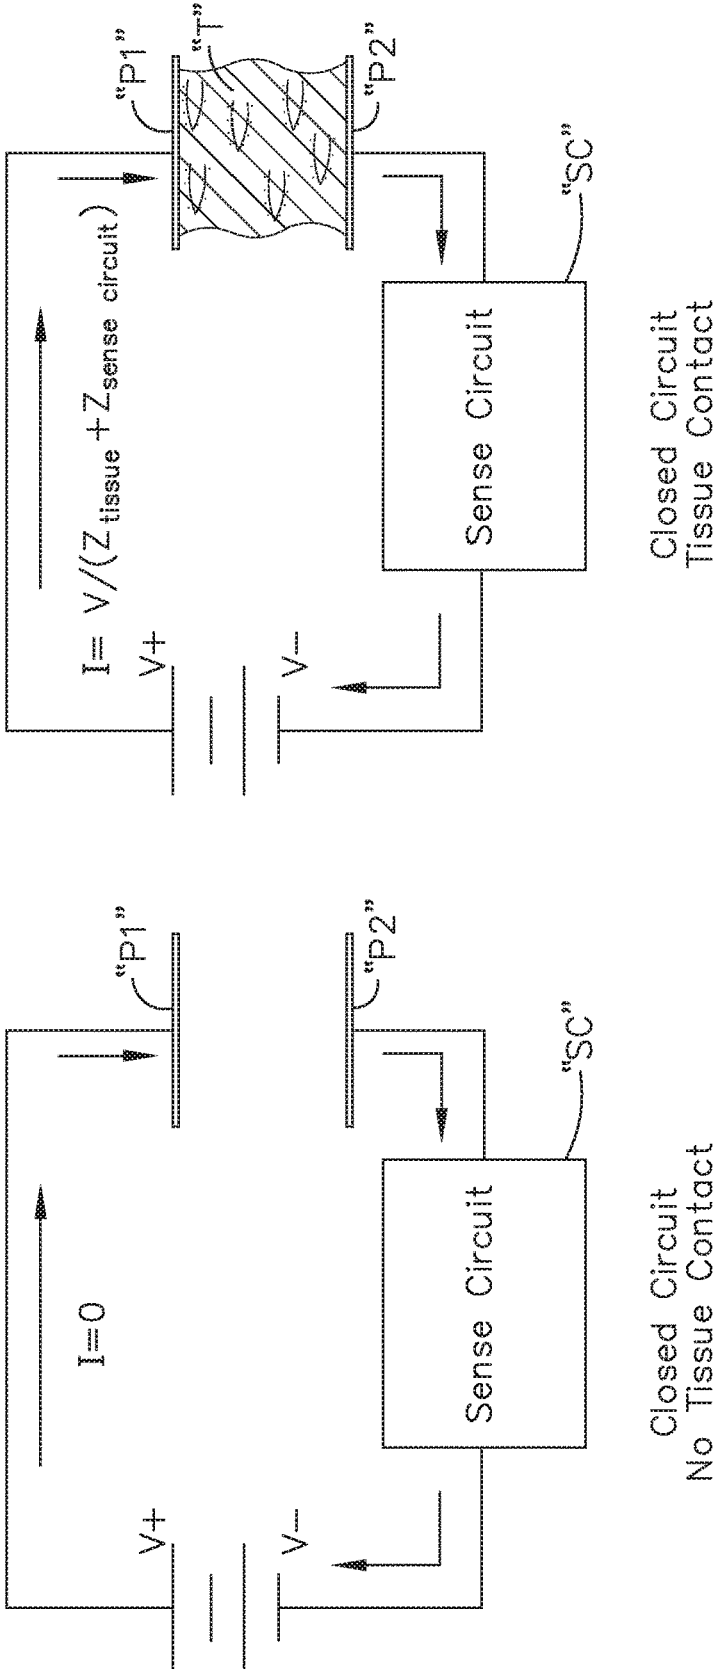 I=0
V+
V-
"P1"
"P2"
Sense Circuit
"SC"
Closed Circuit
No Tissue Contact
I= V/(Z tissue + Z sense circuit)
V+
V-
"P1"
"T"
"P2"
Sense Circuit
"SC"
Closed Circuit
Tissue Contact